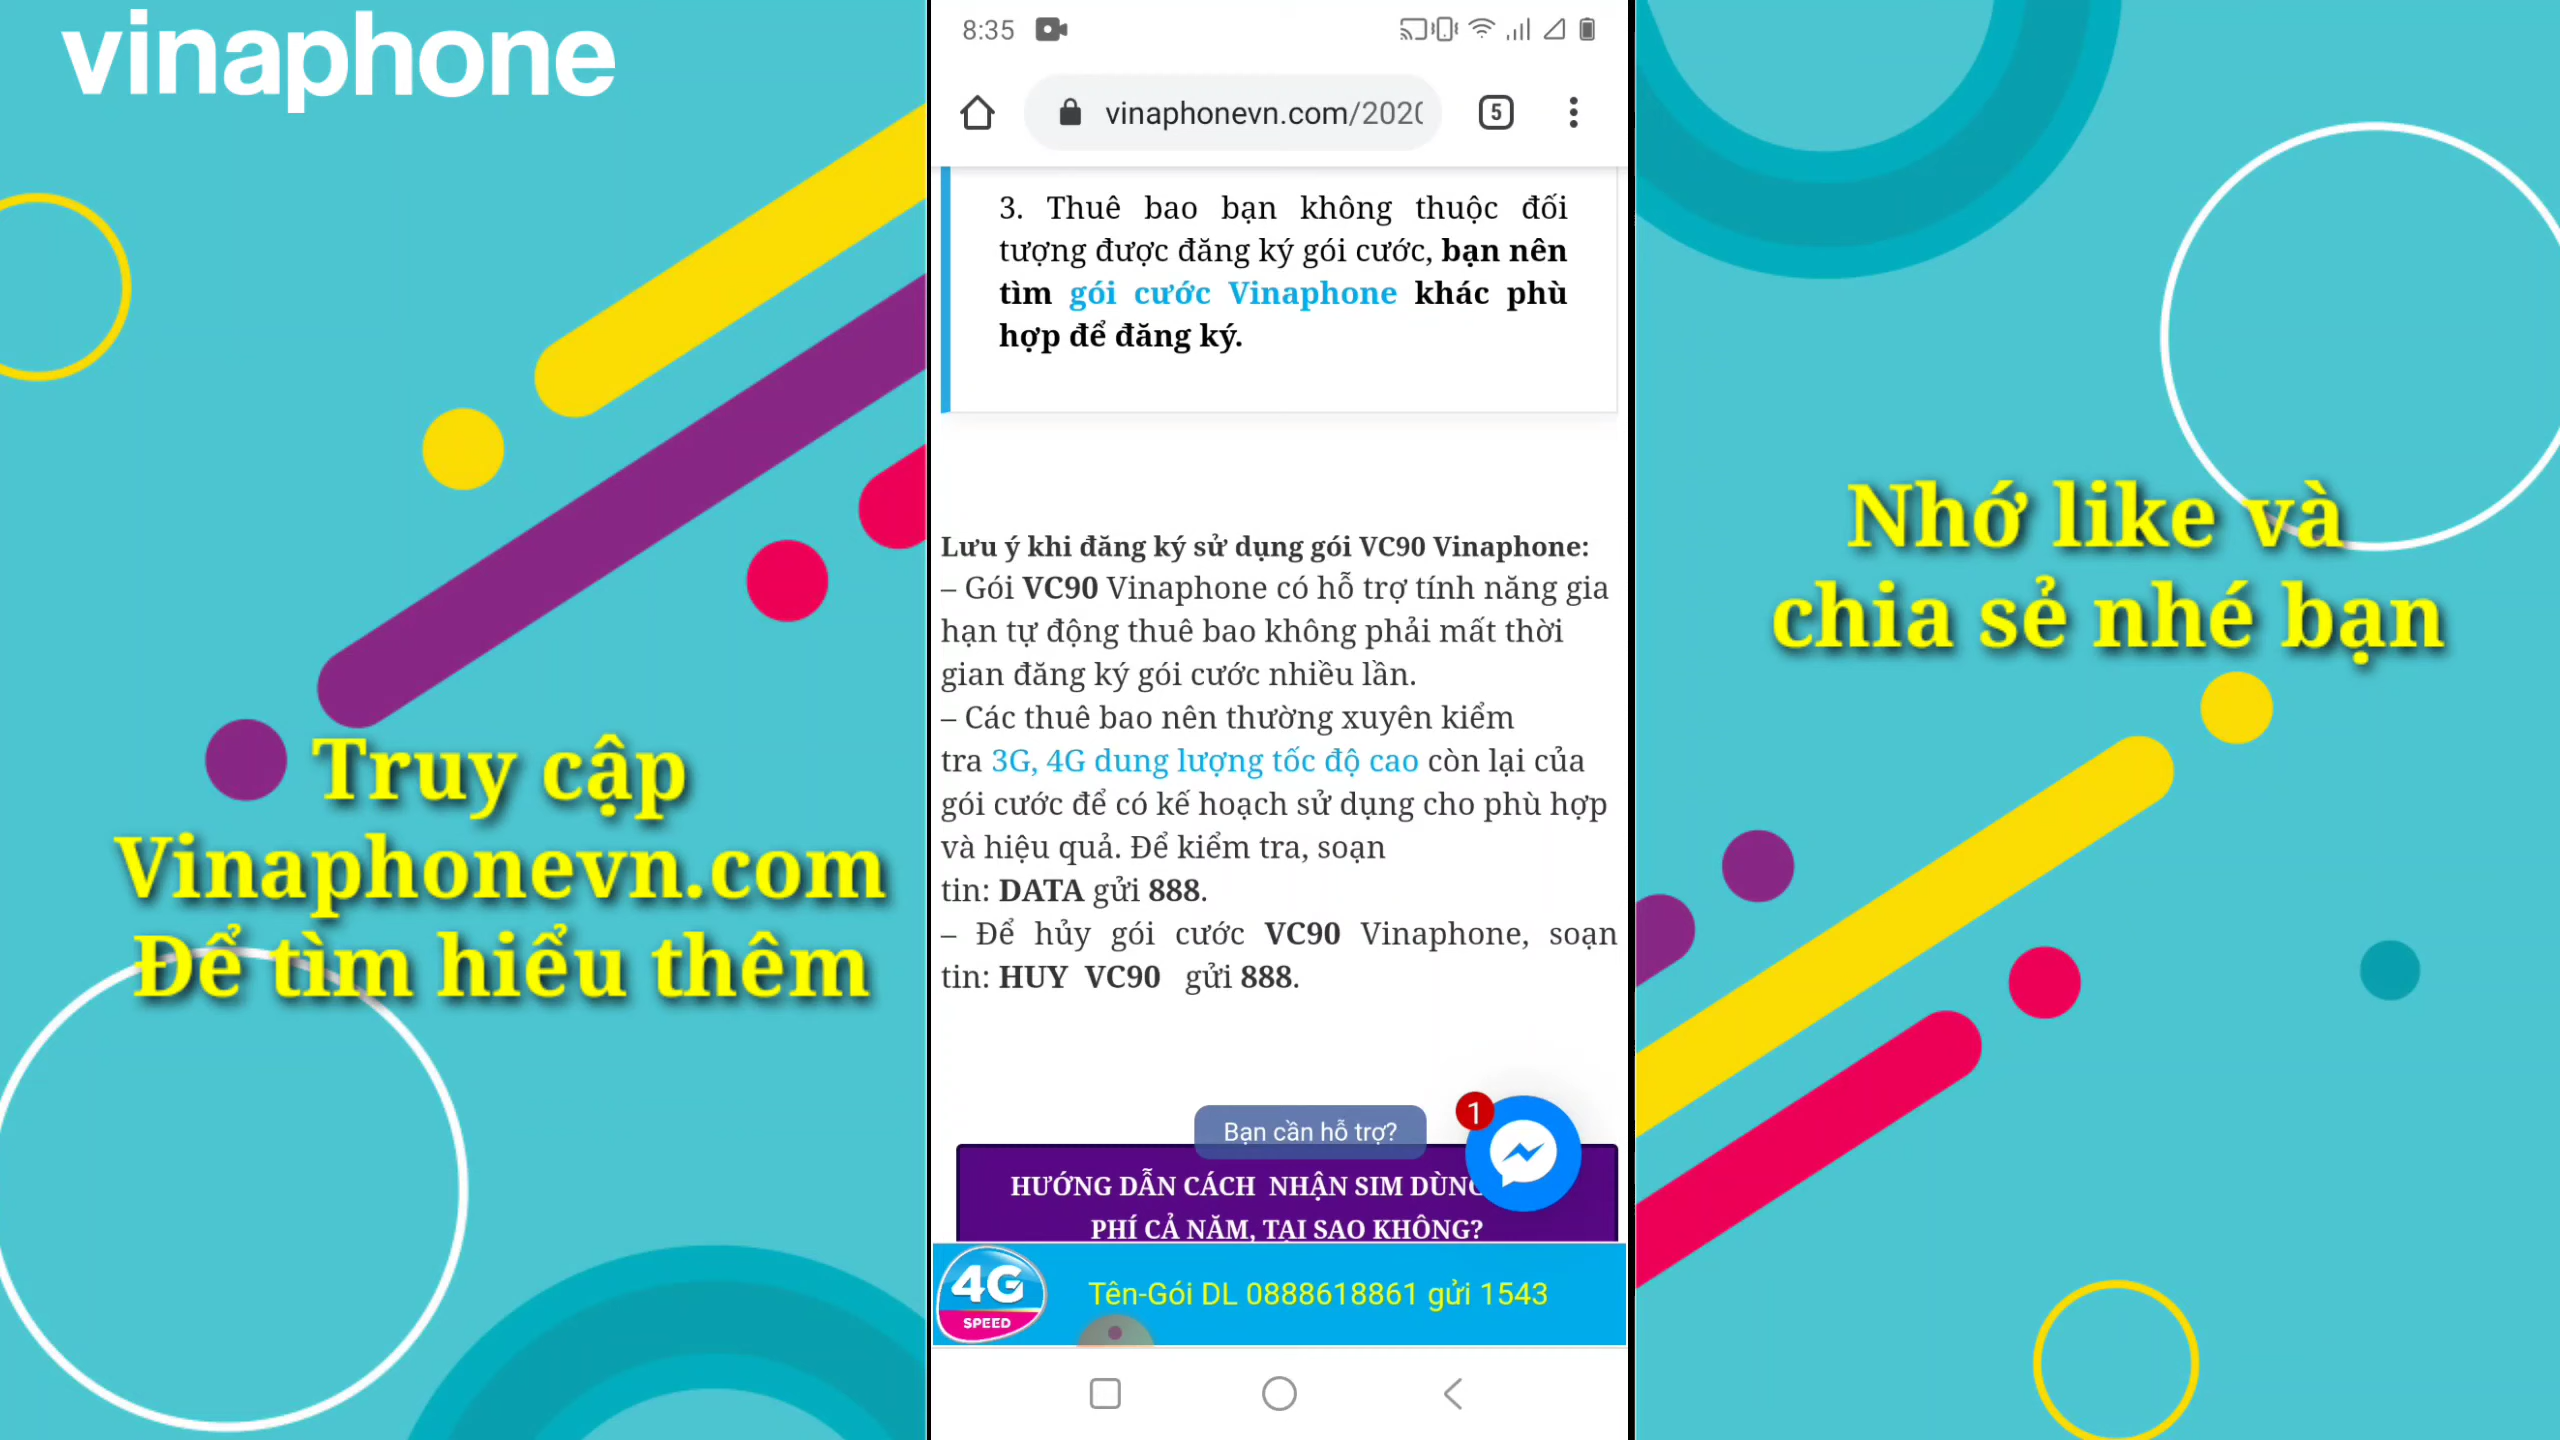 vinaphone
Truy cập
Vinaphonevn.com
Để tìm hiểu thêm
8:35
vinaphonevn.com/2020
5
3. Thuê bao bạn không thuộc đối
tượng được đăng ký gói cước, bạn nên
tìm gói cước Vinaphone khác phù
hợp để đăng ký.
Lưu ý khi đăng ký sử dụng gói VC90 Vinaphone:
– Gói VC90 Vinaphone có hỗ trợ tính năng gia
hạn tự động thuê bao không phải mất thời
gian đăng ký gói cước nhiều lần.
– Các thuê bao nên thường xuyên kiểm
tra 3G, 4G dung lượng tốc độ cao còn lại của
gói cước để có kế hoạch sử dụng cho phù hợp
và hiệu quả. Để kiểm tra, soạn
tin: DATA gửi 888.
– Để hủy gói cước VC90 Vinaphone, soạn
tin: HUY VC90 gửi 888.
Bạn cần hỗ trợ?
1
HƯỚNG DẪN CÁCH NHẬN SIM DÙNG
PHÍ CẢ NĂM, TẠI SAO KHÔNG?
4G
SPEED
Tên-Gói DL 0888618861 gửi 1543
Nhớ like và
chia sẻ nhé bạn